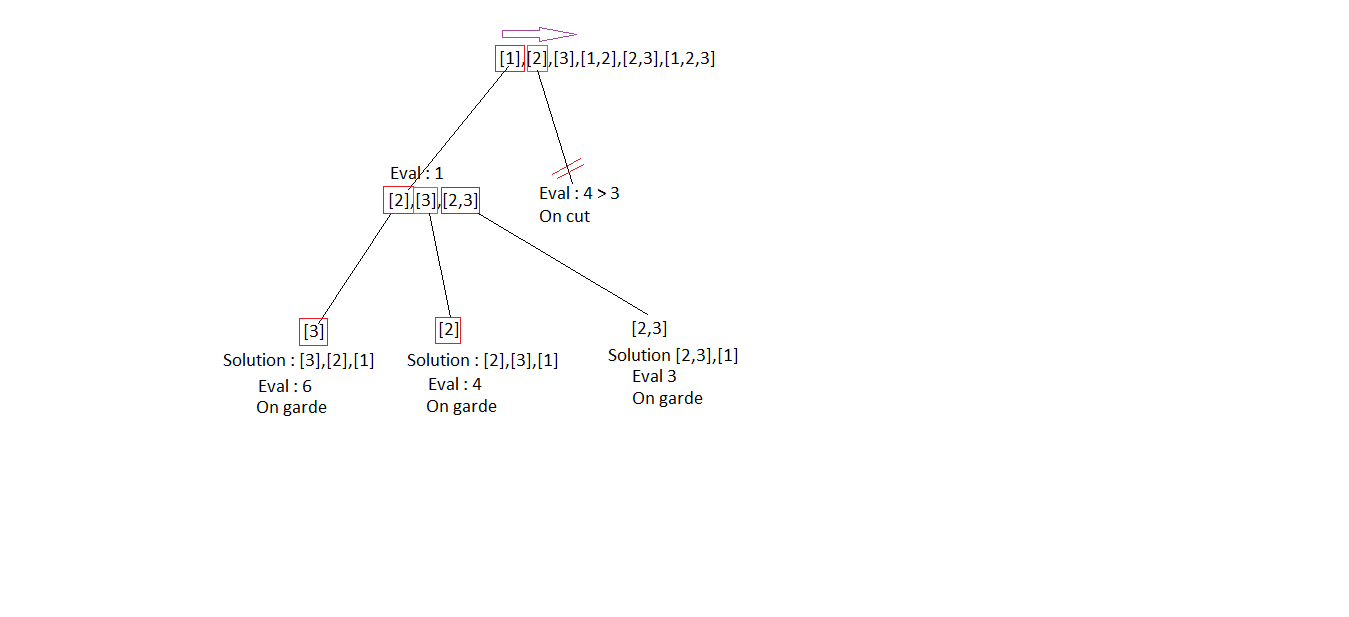 [1],[2],[3],[1,2],[2,3],[1,2,3]
Eval : 1
[2],[3],[2,3]
Eval : 4 > 3
On cut
[3]
Solution : [3],[2],[1]
Eval : 6
On garde
[2]
Solution : [2],[3],[1]
Eval : 4
On garde
[2,3]
Solution [2,3],[1]
Eval 3
On garde